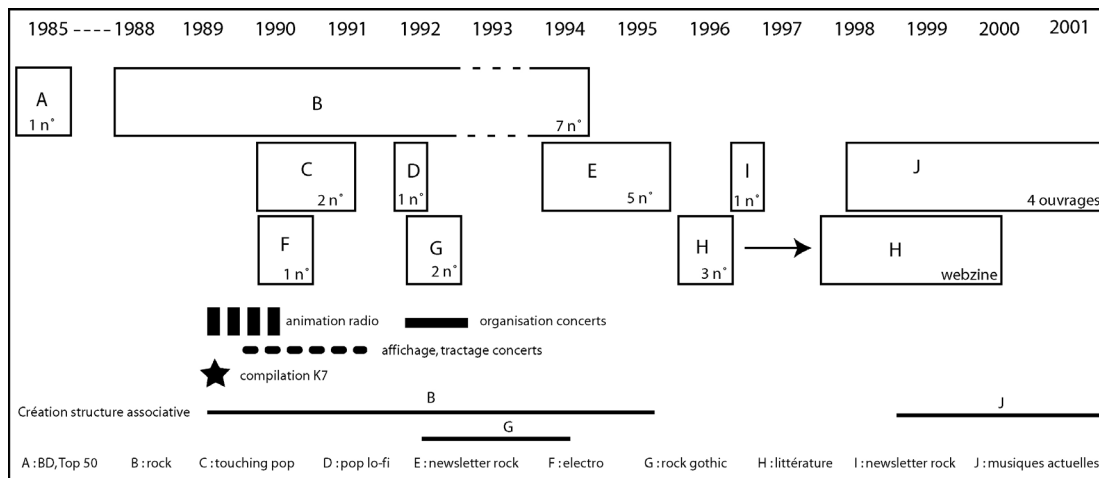 1985 ---- 1988 1989 1990 1991 1992 1993 1994 1995 1996 1997 1998 1999 2000 2001
A
1 n°
B
7 n°
C
2 n°
D
1 n°
E
5 n°
I
1 n°
J
4 ouvrages
F
1 n°
G
2 n°
H
3 n°
H
webzine
animation radio
organisation concerts
affichage, tractage concerts
compilation K7
Création structure associative
B
J
G
A : BD, Top 50 B : rock C : touching pop D : pop lo-fi E : newsletter rock F : electro G : rock gothic H : littérature I : newsletter rock J : musiques actuelles